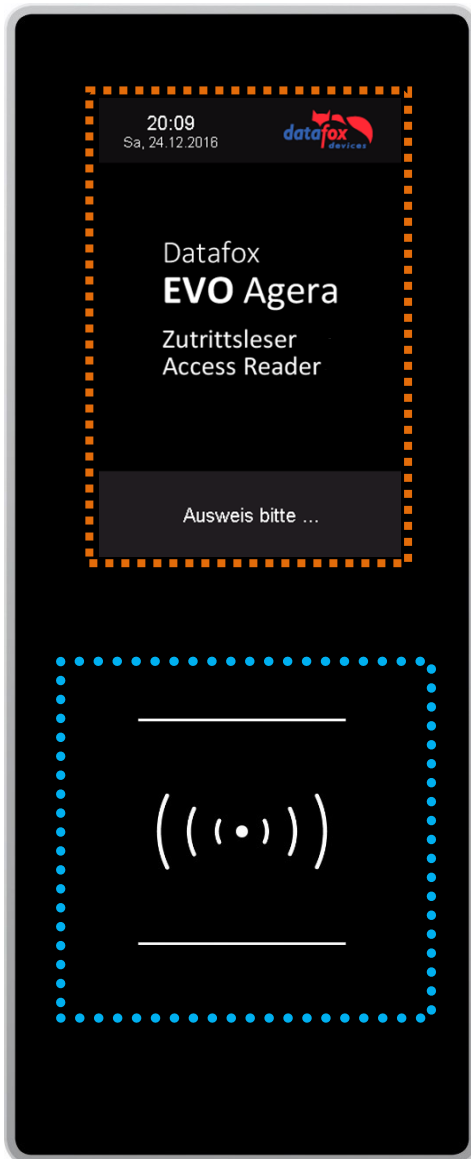 20:09
Sa, 24.12.2016
datafox
devices
Datafox
EVO Agera
Zutrittsleser
Access Reader
Ausweis bitte ...